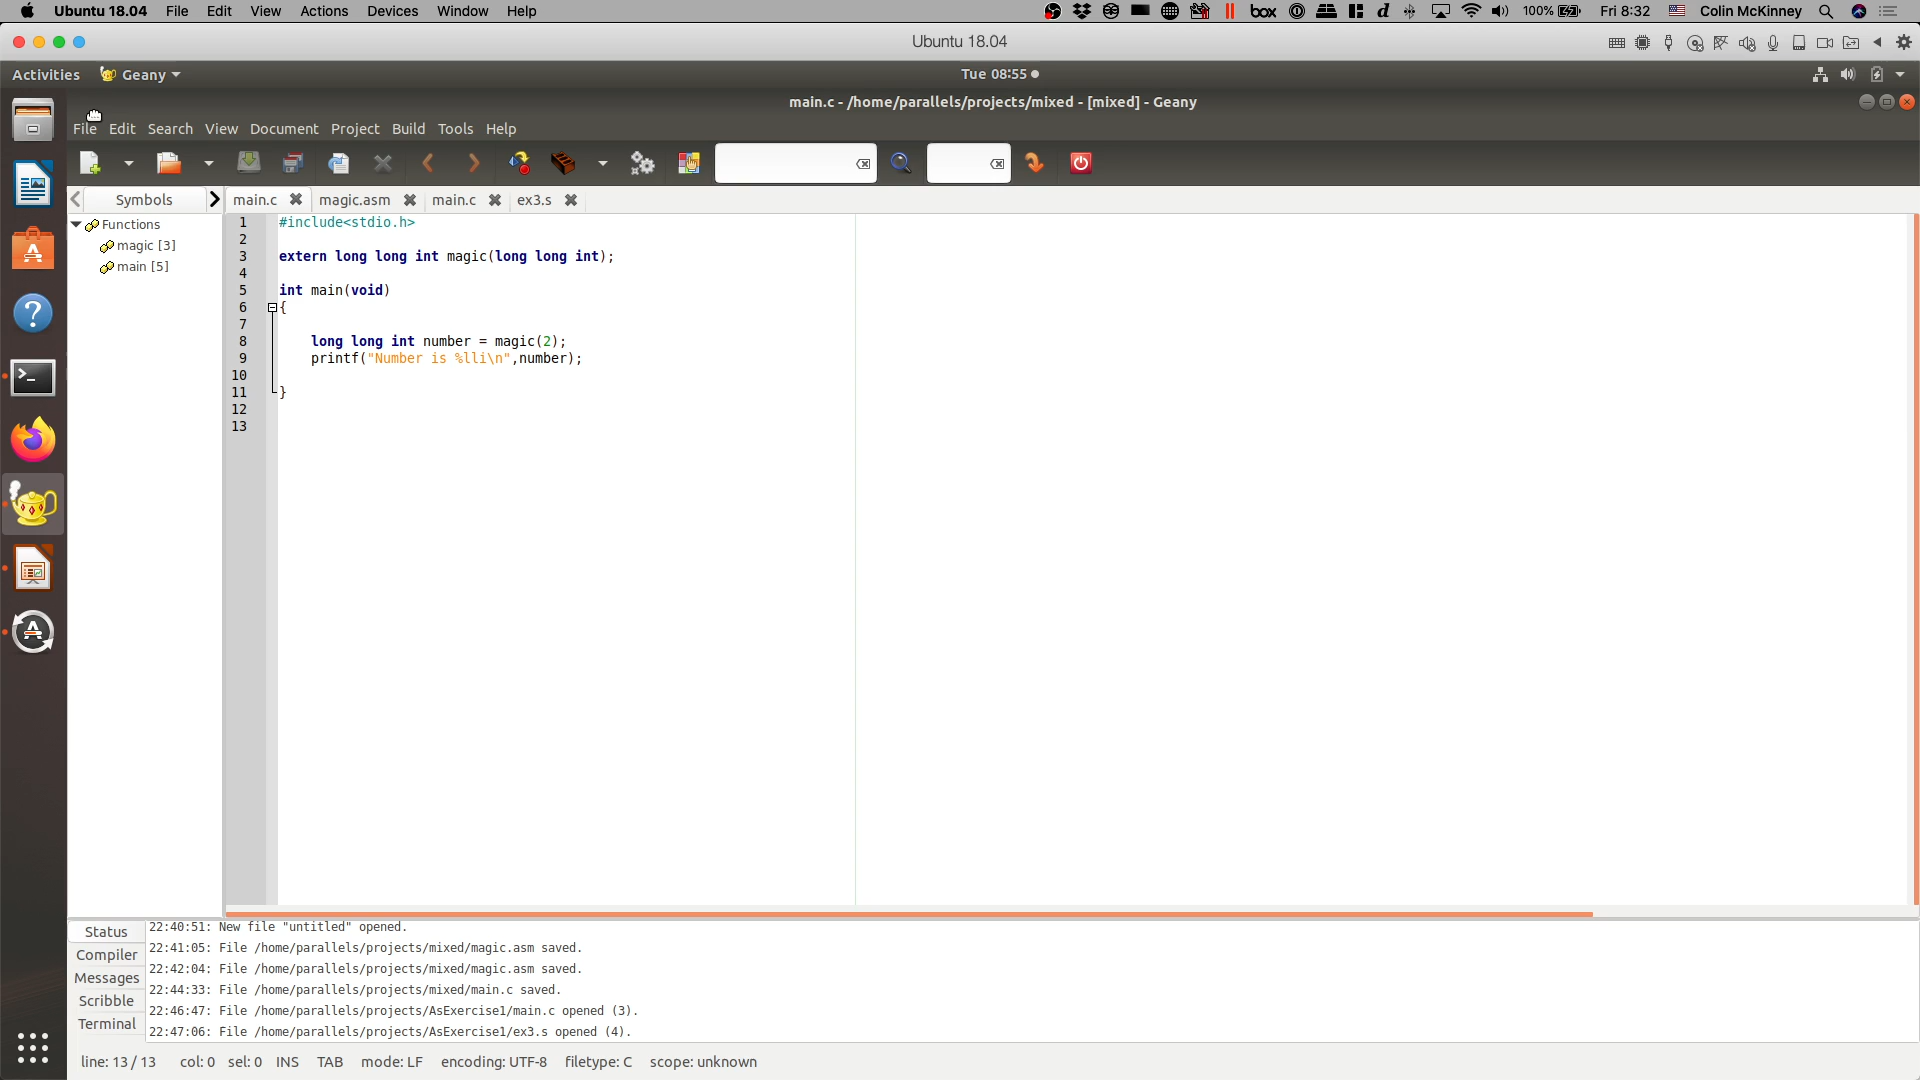 Ubuntu 18.04 File Edit View Actions Devices Window Help box d 100% Fri 8:32 Colin McKinney
Ubuntu 18.04
Activities Geany Tue 08:55
main.c - /home/parallels/projects/mixed - [mixed] - Geany
File Edit Search View Document Project Build Tools Help
Symbols main.c magic.asm main.c ex3.s
Functions
magic [3]
main [5]
1 #include<stdio.h>
2
3 extern long long int magic(long long int);
4
5 int main(void)
6 {
7
8 long long int number = magic(2);
9 printf("Number is %lli\n",number);
10
11 }
12
13
Status
Compiler
Messages
Scribble
Terminal
22:40:51: New file "untitled" opened.
22:41:05: File /home/parallels/projects/mixed/magic.asm saved.
22:42:04: File /home/parallels/projects/mixed/magic.asm saved.
22:44:33: File /home/parallels/projects/mixed/main.c saved.
22:46:47: File /home/parallels/projects/AsExercise1/main.c opened (3).
22:47:06: File /home/parallels/projects/AsExercise1/ex3.s opened (4).
line: 13 / 13 col: 0 sel: 0 INS TAB mode: LF encoding: UTF-8 filetype: C scope: unknown